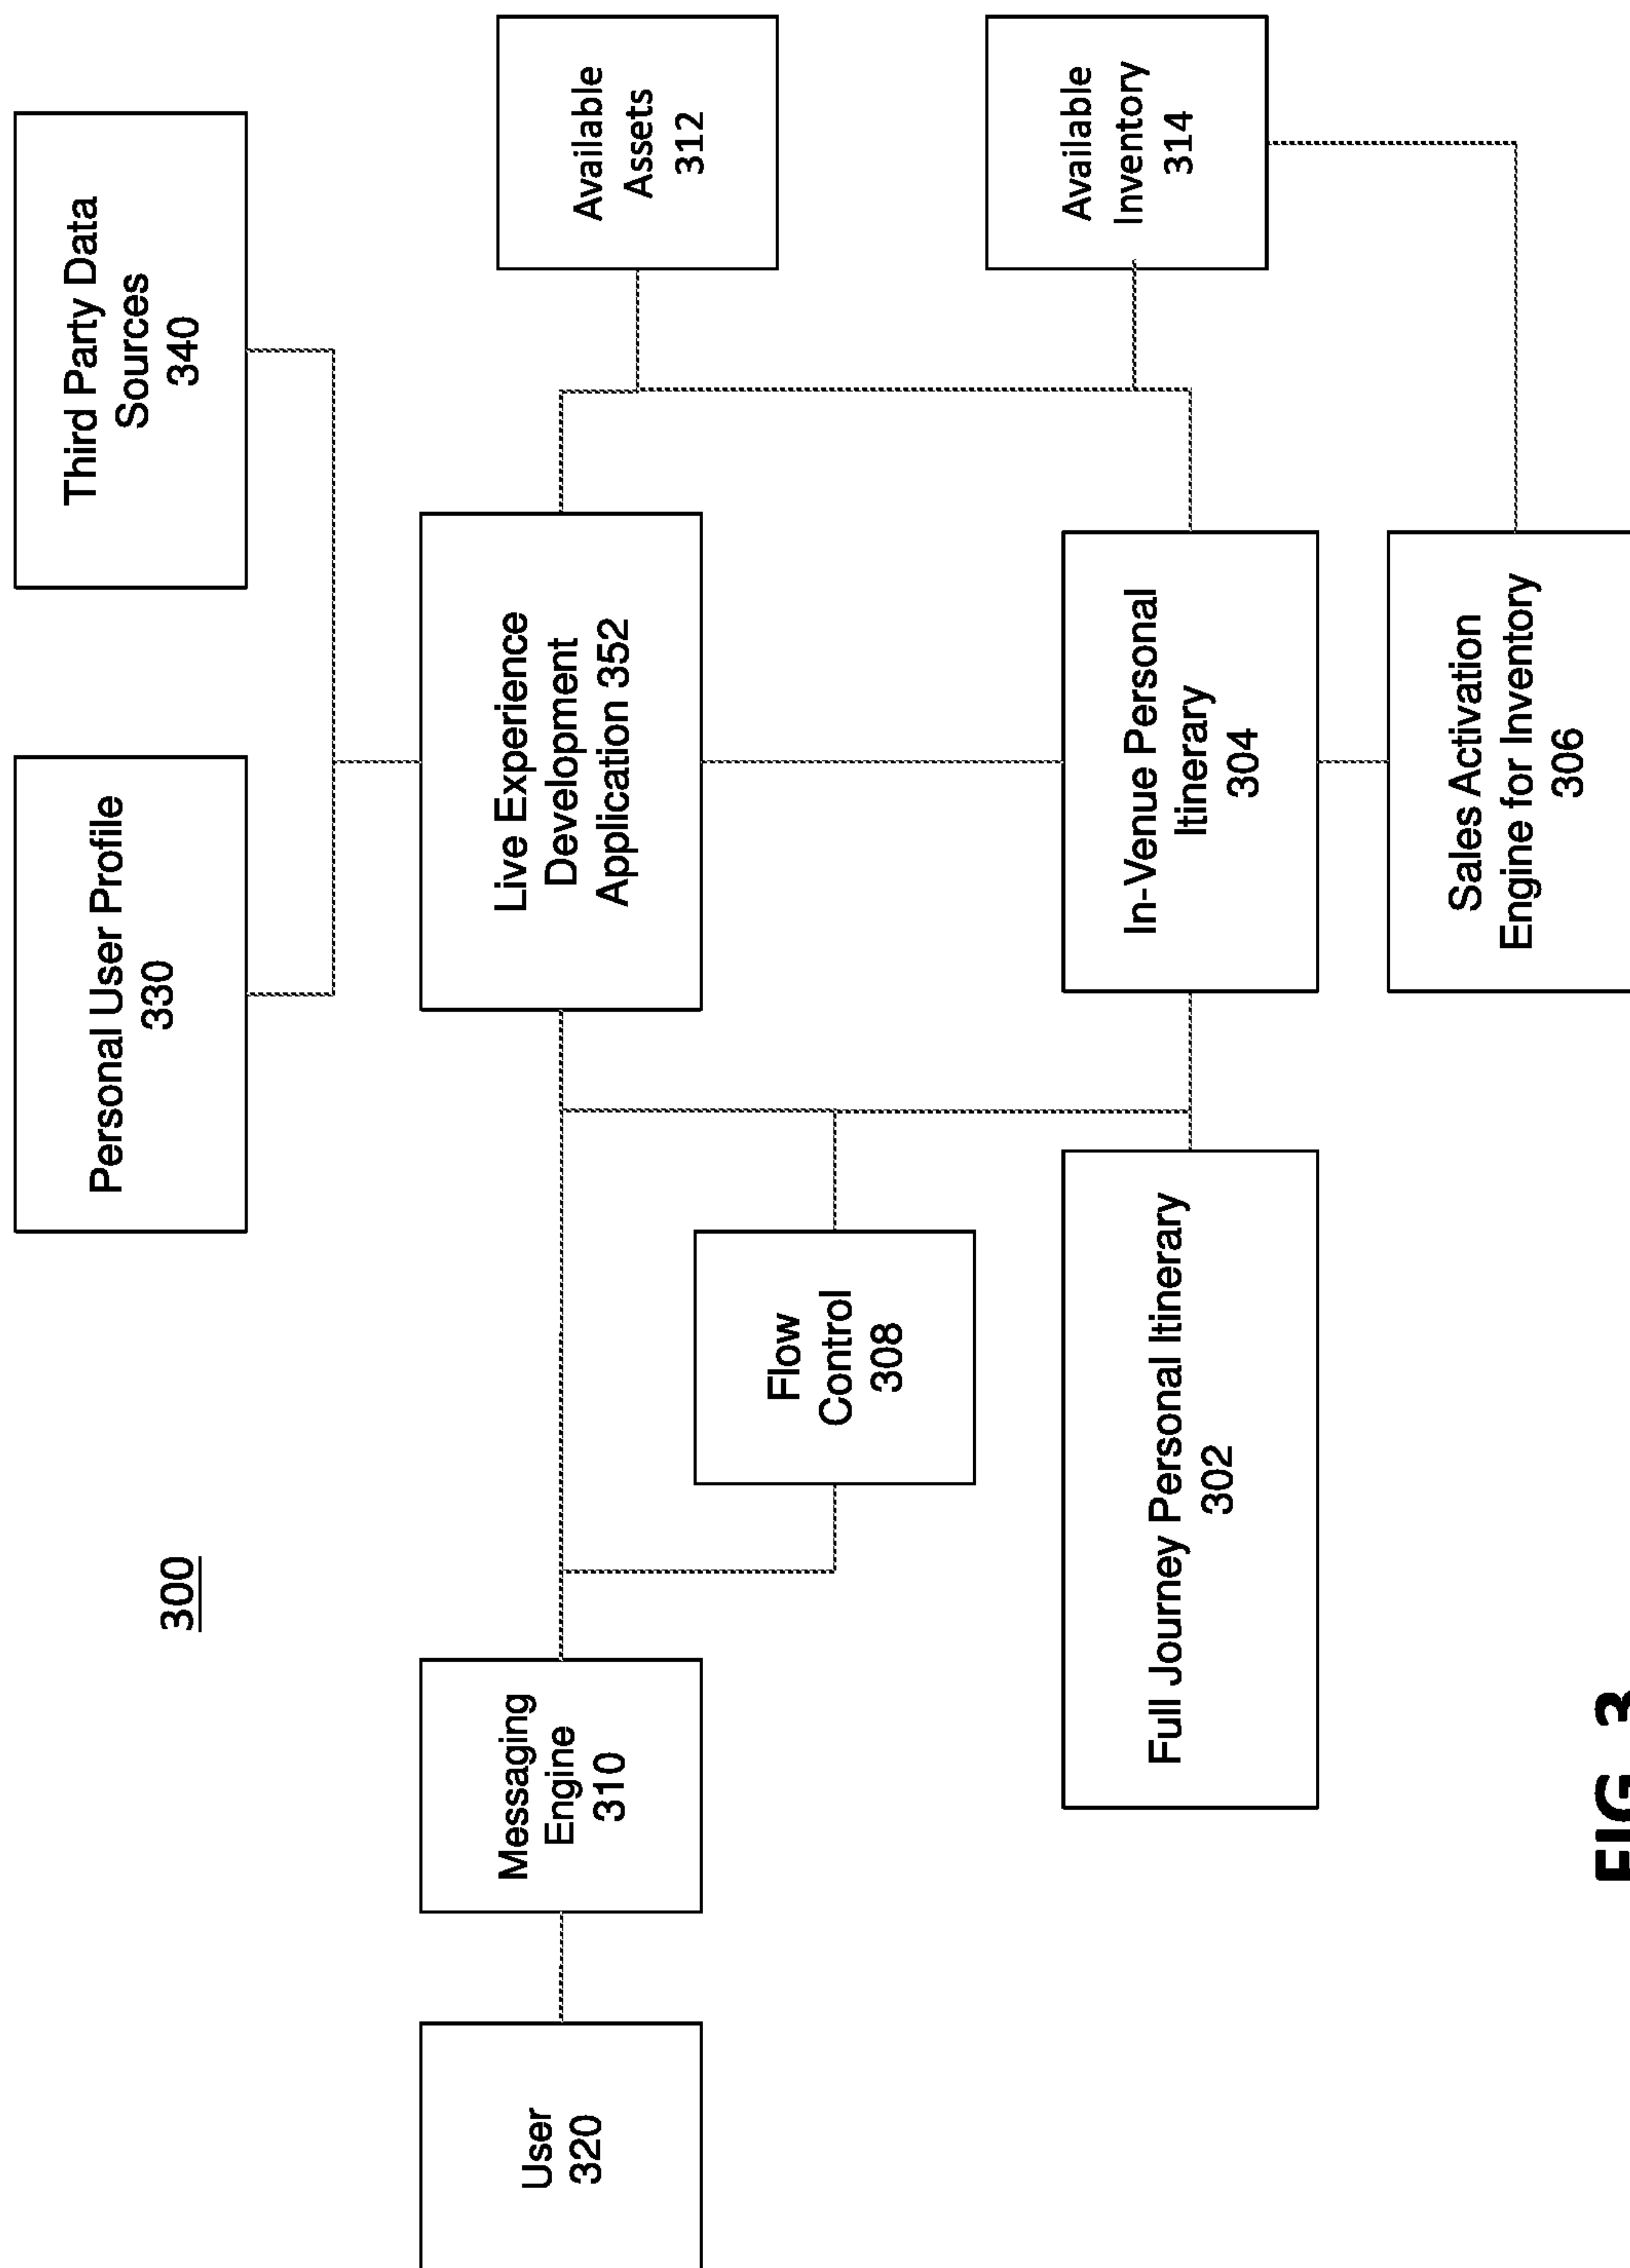 300
Personal User Profile
330
Third Party Data
Sources
340
User
320
Messaging
Engine
310
Live Experience
Development
Application 352
Available
Assets
312
Flow
Control
308
Full Journey Personal Itinerary
302
In-Venue Personal
Itinerary
304
Available
Inventory
314
Sales Activation
Engine for Inventory
306
FIG 3